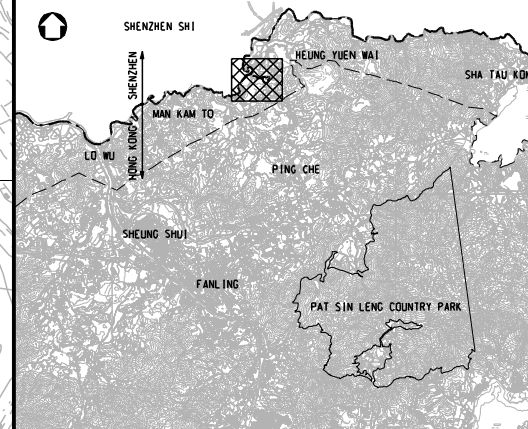 SHENZHEN SHI
HEUNG YUEN WAI
SHENZHEN
SHA TAU KOK
MAN KAM TO
HONG KONG
LO WU
PING CHE
SHEUNG SHUI
FANLING
PAT SIN LENG COUNTRY PARK